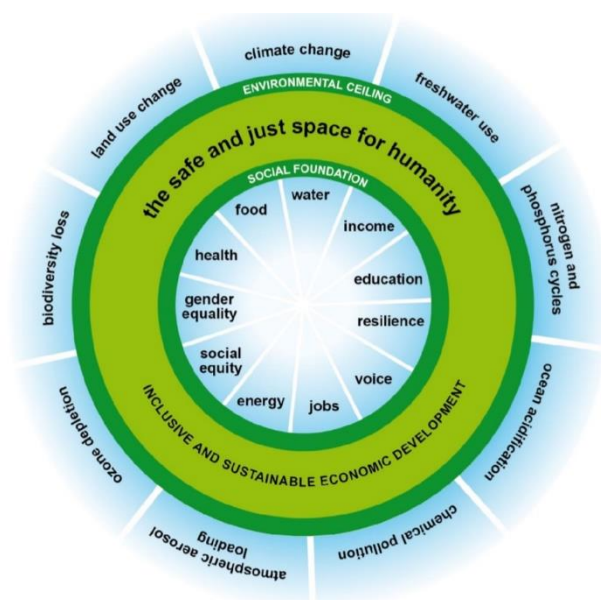 climate change
freshwater use
nitrogen and
phosphorus cycles
ocean acidification
chemical pollution
atmospheric aerosol
loading
ozone depletion
biodiversity loss
land use change
ENVIRONMENTAL CEILING
the safe and just space for humanity
SOCIAL FOUNDATION
water
income
education
resilience
voice
jobs
energy
social
equity
gender
equality
health
food
INCLUSIVE AND SUSTAINABLE ECONOMIC DEVELOPMENT